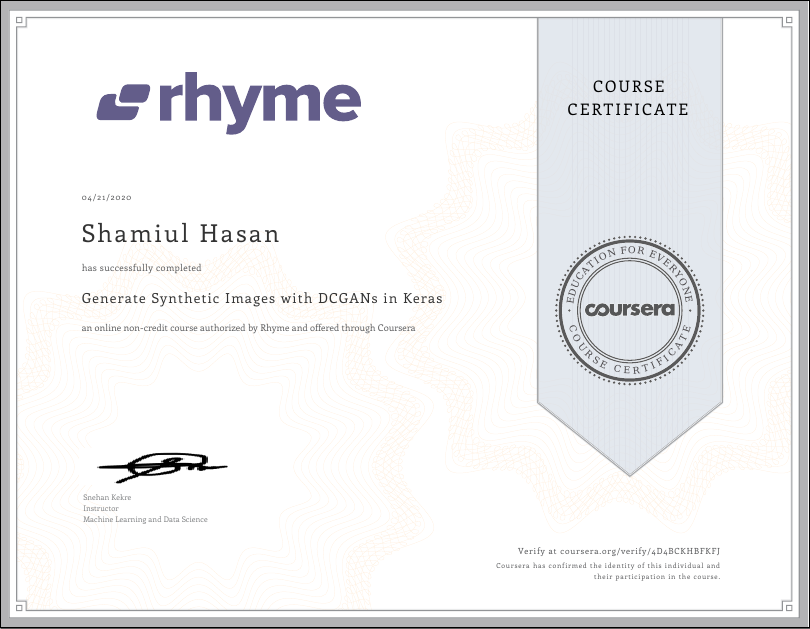 rhyme
COURSE
CERTIFICATE
04/21/2020
Shamiul Hasan
has successfully completed
Generate Synthetic Images with DCGANs in Keras
an online non-credit course authorized by Rhyme and offered through Coursera
EDUCATION FOR EVERYONE
coursera
COURSE CERTIFICATE
Snehan Kekre
Instructor
Machine Learning and Data Science
Verify at coursera.org/verify/4D4BCKHBFKFJ
Coursera has confirmed the identity of this individual and
their participation in the course.